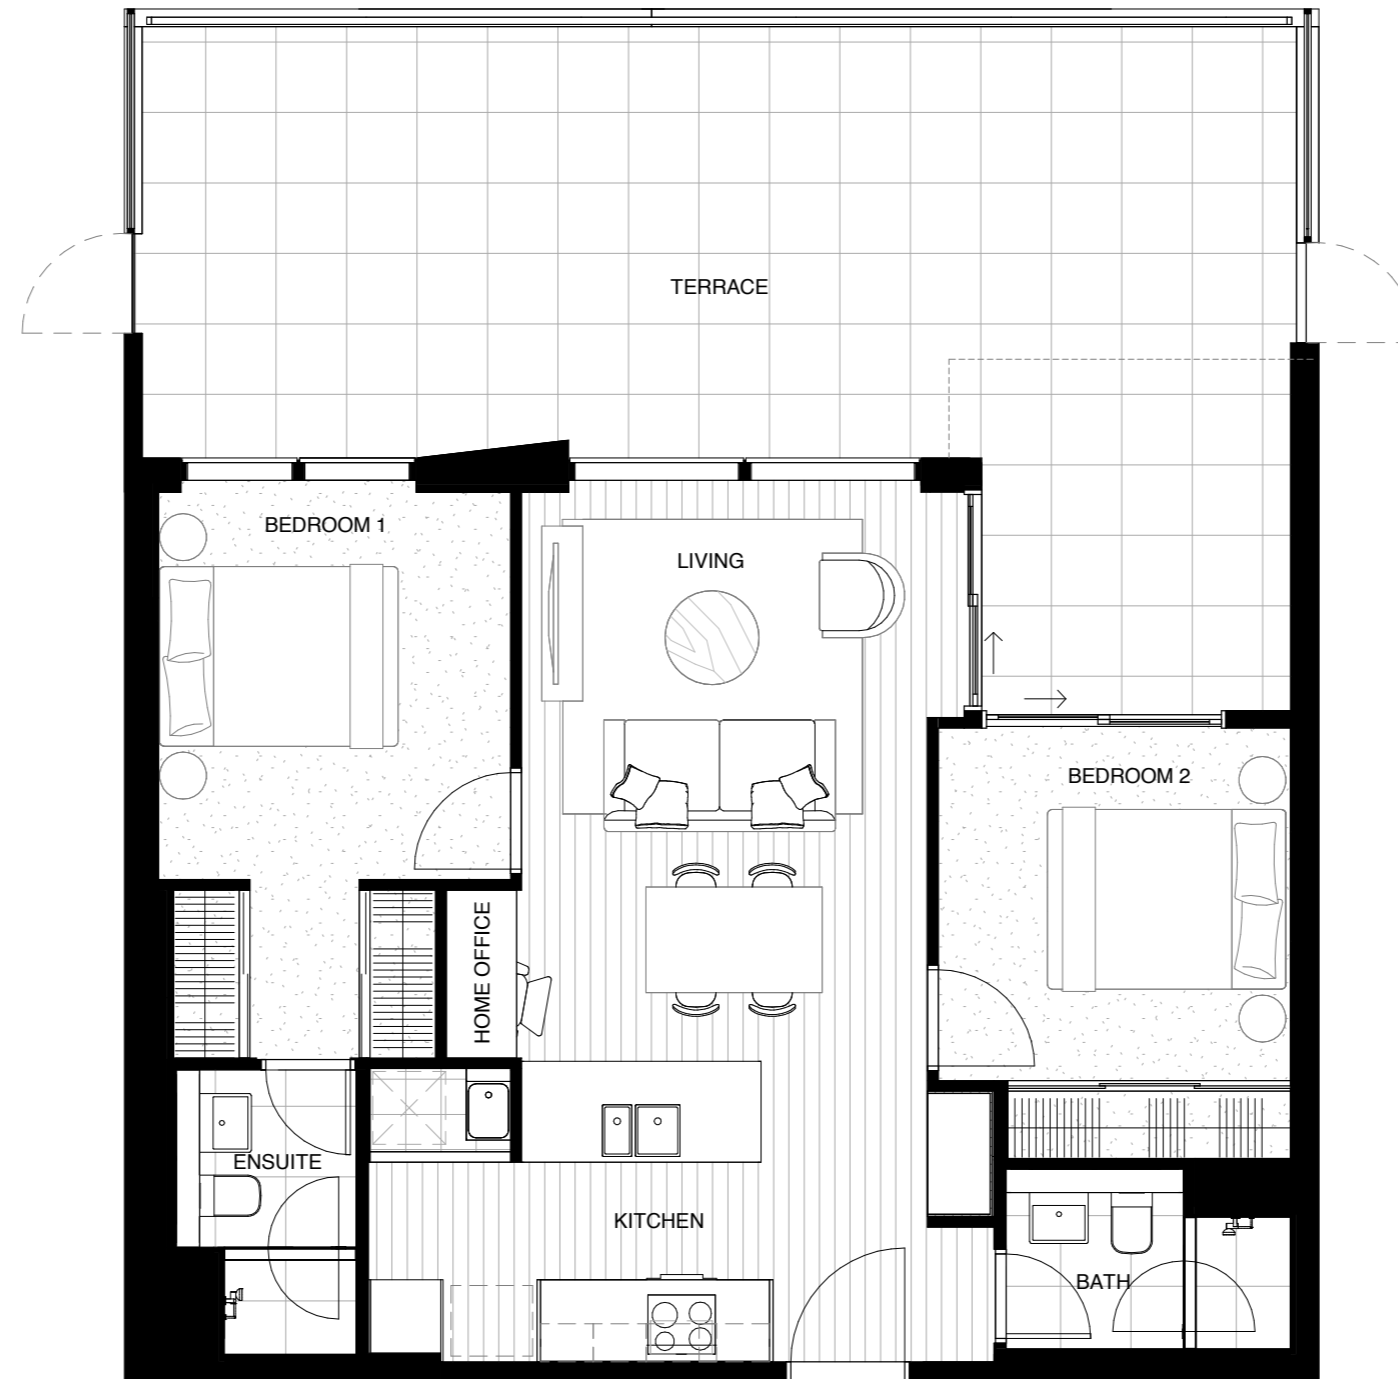 TERRACE
BEDROOM 1
LIVING
BEDROOM 2
HOME OFFICE
ENSUITE
KITCHEN
BATH